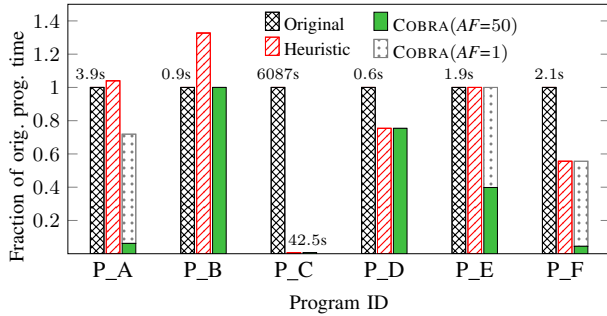 Fraction of orig. prog. time
1.4
1.2
1
0.8
0.6
0.4
0.2
Original
COBRA(AF=50)
Heuristic
COBRA(AF=1)
3.9s
0.9s
6087s
0.6s
1.9s
2.1s
42.5s
P_A
P_B
P_C
P_D
P_E
P_F
Program ID